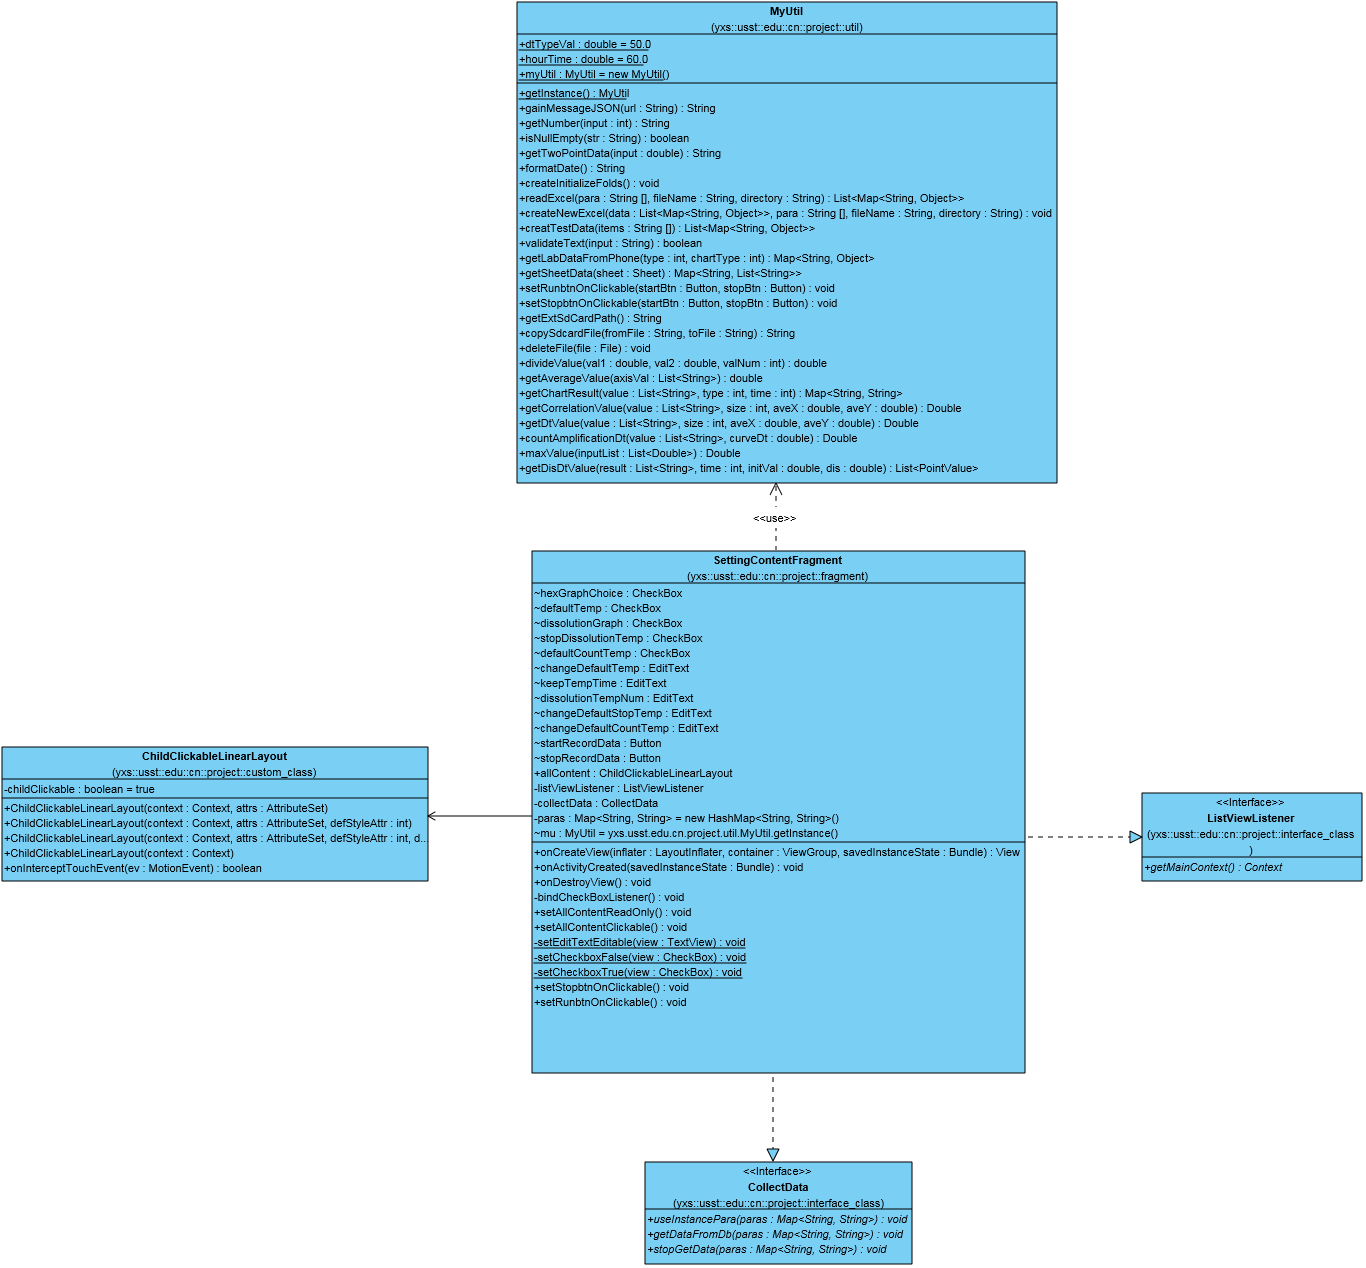 MyUtil
(yxs::usst::edu::cn::project::util)
+dtTypeVal : double = 50.0
+hourTime : double = 60.0
+myUtil : MyUtil = new MyUtil()
+getInstance() : MyUtil
+gainMessageJSON(url : String) : String
+getNumber(input : int) : String
+isNullEmpty(str : String) : boolean
+getTwoPointData(input : double) : String
+formatDate() : String
+createInitializeFolds() : void
+readExcel(para : String [], fileName : String, directory : String) : List<Map<String, Object>>
+createNewExcel(data : List<Map<String, Object>>, para : String [], fileName : String, directory : String) : void
+creatTestData(items : String []) : List<Map<String, Object>>
+validateText(input : String) : boolean
+getLabDataFromPhone(type : int, chartType : int) : Map<String, Object>
+getSheetData(sheet : Sheet) : Map<String, List<String>>
+setRunbtnOnClickable(startBtn : Button, stopBtn : Button) : void
+setStopbtnOnClickable(startBtn : Button, stopBtn : Button) : void
+getExtSdCardPath() : String
+copySdcardFile(fromFile : String, toFile : String) : String
+deleteFile(file : File) : void
+divideValue(val1 : double, val2 : double, valNum : int) : double
+getAverageValue(axisVal : List<String>) : double
+getChartResult(value : List<String>, type : int, time : int) : Map<String, String>
+getCorrelationValue(value : List<String>, size : int, aveX : double, aveY : double) : Double
+getDtValue(value : List<String>, size : int, aveX : double, aveY : double) : Double
+countAmplificationDt(value : List<String>, curveDt : double) : Double
+maxValue(inputList : List<Double>) : Double
+getDisDtValue(result : List<String>, time : int, initVal : double, dis : double) : List<PointValue>
<<use>>
SettingContentFragment
(yxs::usst::edu::cn::project::fragment)
~hexGraphChoice : CheckBox
~defaultTemp : CheckBox
~dissolutionGraph : CheckBox
~stopDissolutionTemp : CheckBox
~defaultCountTemp : CheckBox
~changeDefaultTemp : EditText
~keepTempTime : EditText
~dissolutionTempNum : EditText
~changeDefaultStopTemp : EditText
~changeDefaultCountTemp : EditText
~startRecordData : Button
~stopRecordData : Button
+allContent : ChildClickableLinearLayout
-listViewListener : ListViewListener
-collectData : CollectData
-paras : Map<String, String> = new HashMap<String, String>()
~mu : MyUtil = yxs.usst.edu.cn.project.util.MyUtil.getInstance()
+onCreateView(inflater : LayoutInflater, container : ViewGroup, savedInstanceState : Bundle) : View
+onActivityCreated(savedInstanceState : Bundle) : void
+onDestroyView() : void
-bindCheckBoxListener() : void
+setAllContentReadOnly() : void
+setAllContentClickable() : void
-setEditTextEditable(view : TextView) : void
-setCheckboxFalse(view : CheckBox) : void
-setCheckboxTrue(view : CheckBox) : void
+setStopbtnOnClickable() : void
+setRunbtnOnClickable() : void
ChildClickableLinearLayout
(yxs::usst::edu::cn::project::custom_class)
-childClickable : boolean = true
+ChildClickableLinearLayout(context : Context, attrs : AttributeSet)
+ChildClickableLinearLayout(context : Context, attrs : AttributeSet, defStyleAttr : int)
+ChildClickableLinearLayout(context : Context, attrs : AttributeSet, defStyleAttr : int, d...
+ChildClickableLinearLayout(context : Context)
+onInterceptTouchEvent(ev : MotionEvent) : boolean
<<Interface>>
ListViewListener
(yxs::usst::edu::cn::project::interface_class
)
+getMainContext() : Context
<<Interface>>
CollectData
(yxs::usst::edu::cn::project::interface_class)
+useInstancePara(paras : Map<String, String>) : void
+getDataFromDb(paras : Map<String, String>) : void
+stopGetData(paras : Map<String, String>) : void